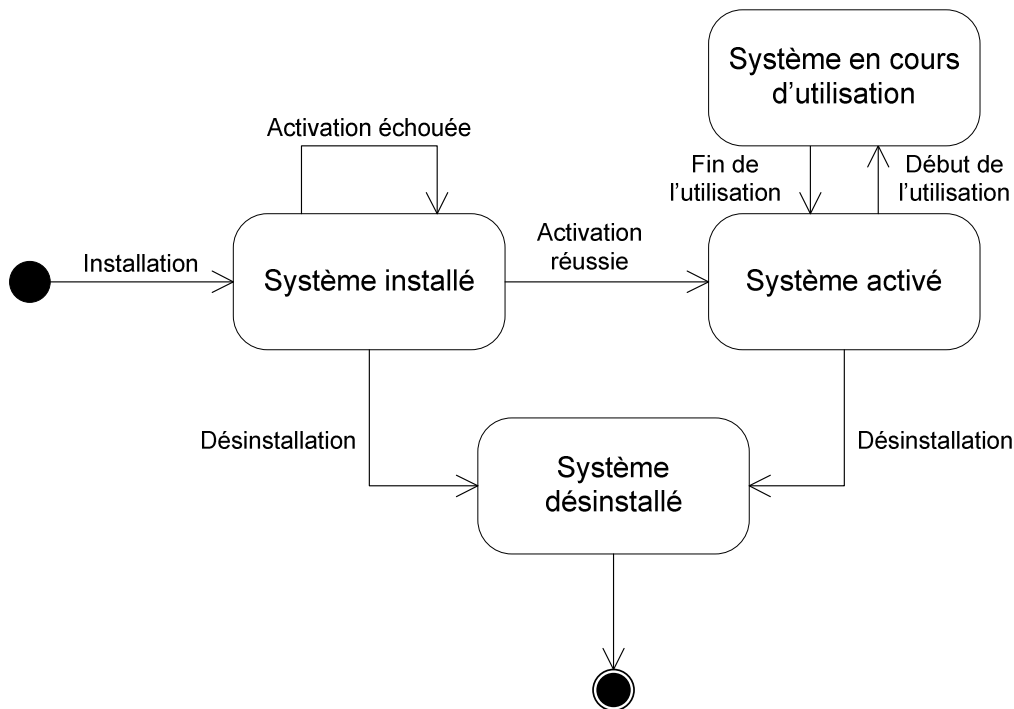 Système en cours
d’utilisation
Activation échouée
Fin de
l’utilisation
Début de
l’utilisation
Installation
Système installé
Activation
réussie
Système activé
Désinstallation
Désinstallation
Système
désinstallé